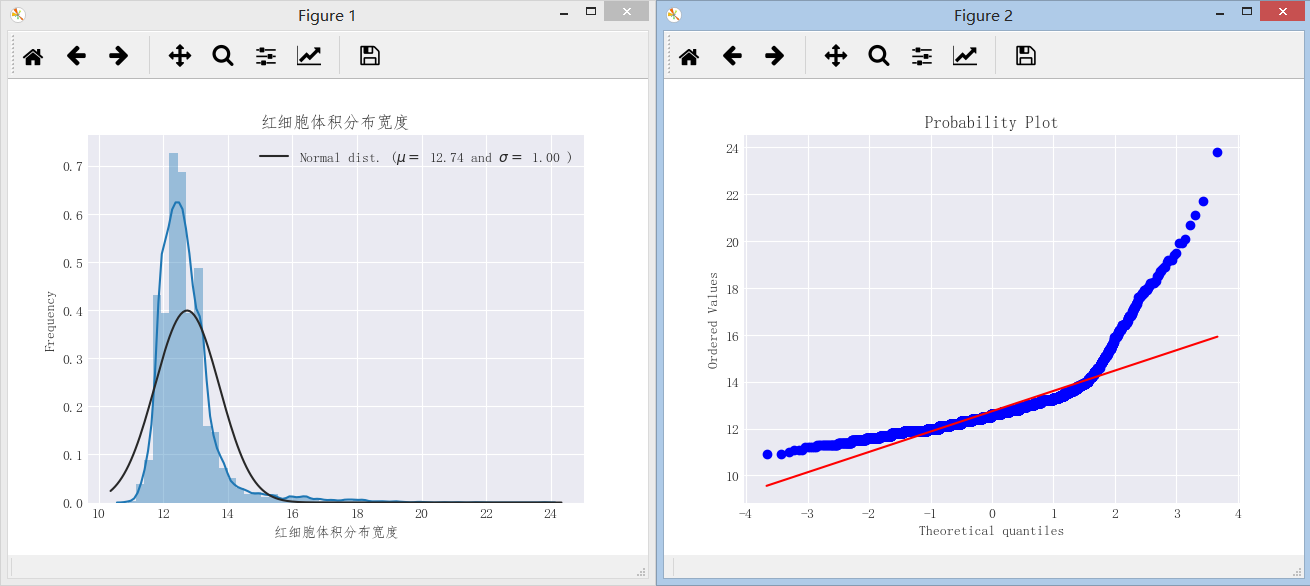 Figure 1
红细胞体积分布宽度
Normal dist. (μ = 12.74 and σ = 1.00 )
Frequency
0.7
0.6
0.5
0.4
0.3
0.2
0.1
0.0
10 12 14 16 18 20 22 24
红细胞体积分布宽度
Figure 2
Probability Plot
Ordered Values
24
22
20
18
16
14
12
10
−4 −3 −2 −1 0 1 2 3 4
Theoretical quantiles